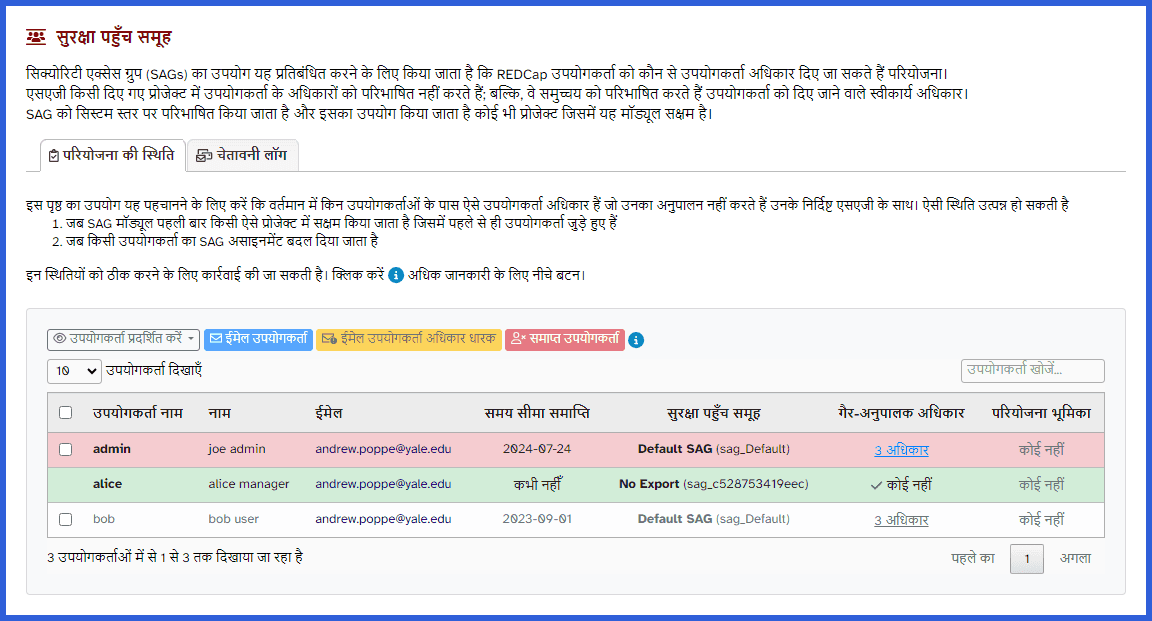 सुरक्षा पहुँच समूह
सिक्योरिटी एक्सेस ग्रुप (SAGs) का उपयोग यह प्रतिबंधित करने के लिए किया जाता है कि REDCap उपयोगकर्ता को कौन से उपयोगकर्ता अधिकार दिए जा सकते हैं परियोजना।
एसएजी किसी दिए गए प्रोजेक्ट में उपयोगकर्ता के अधिकारों को परिभाषित नहीं करते हैं; बल्कि, वे समुच्चय को परिभाषित करते हैं उपयोगकर्ता को दिए जाने वाले स्वीकार्य अधिकार।
SAG को सिस्टम स्तर पर परिभाषित किया जाता है और इसका उपयोग किया जाता है कोई भी प्रोजेक्ट जिसमें यह मॉड्यूल सक्षम है।
परियोजना की स्थिति चेतावनी लॉग
इस पृष्ठ का उपयोग यह पहचानने के लिए करें कि वर्तमान में किन उपयोगकर्ताओं के पास ऐसे उपयोगकर्ता अधिकार हैं जो उनका अनुपालन नहीं करते हैं उनके निर्दिष्ट एसएजी के साथ। ऐसी स्थिति उत्पन्न हो सकती है
1. जब SAG मॉड्यूल पहली बार किसी ऐसे प्रोजेक्ट में सक्षम किया जाता है जिसमें पहले से ही उपयोगकर्ता जुड़े हुए हैं
2. जब किसी उपयोगकर्ता का SAG असाइनमेंट बदल दिया जाता है
इन स्थितियों को ठीक करने के लिए कार्रवाई की जा सकती है। क्लिक करें i अधिक जानकारी के लिए नीचे बटन।
उपयोगकर्ता प्रदर्शित करें ईमेल उपयोगकर्ता ईमेल उपयोगकर्ता अधिकार धारक समाप्त उपयोगकर्ता i
10 उपयोगकर्ता दिखाएँ उपयोगकर्ता खोजें...
उपयोगकर्ता नाम नाम ईमेल समय सीमा समाप्ति सुरक्षा पहुँच समूह गैर-अनुपालक अधिकार परियोजना भूमिका
admin joe admin andrew.poppe@yale.edu 2024-07-24 Default SAG (sag_Default) 3 अधिकार कोई नहीं
alice alice manager andrew.poppe@yale.edu कभी नहीँ No Export (sag_c528753419eec) कोई नहीं कोई नहीं
bob bob user andrew.poppe@yale.edu 2023-09-01 Default SAG (sag_Default) 3 अधिकार कोई नहीं
3 उपयोगकर्ताओं में से 1 से 3 तक दिखाया जा रहा है पहले का 1 अगला